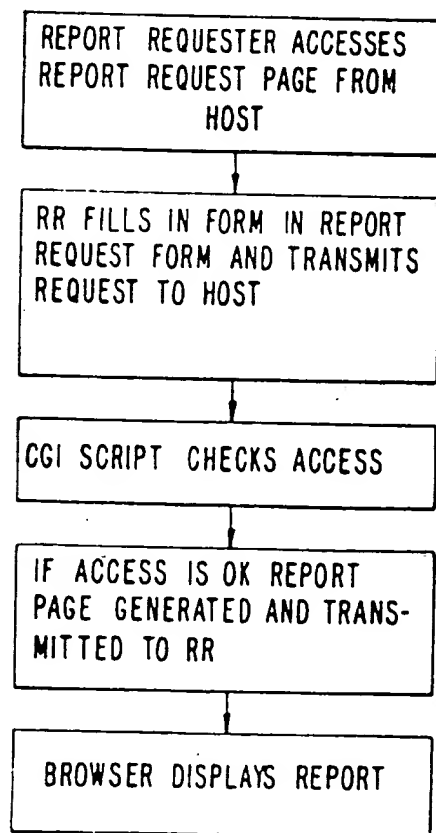 REPORT REQUESTER ACCESSES
REPORT REQUEST PAGE FROM
HOST
RR FILLS IN FORM IN REPORT
REQUEST FORM AND TRANSMITS
REQUEST TO HOST
CGI SCRIPT CHECKS ACCESS
IF ACCESS IS OK REPORT
PAGE GENERATED AND TRANS-
MITTED TO RR
BROWSER DISPLAYS REPORT